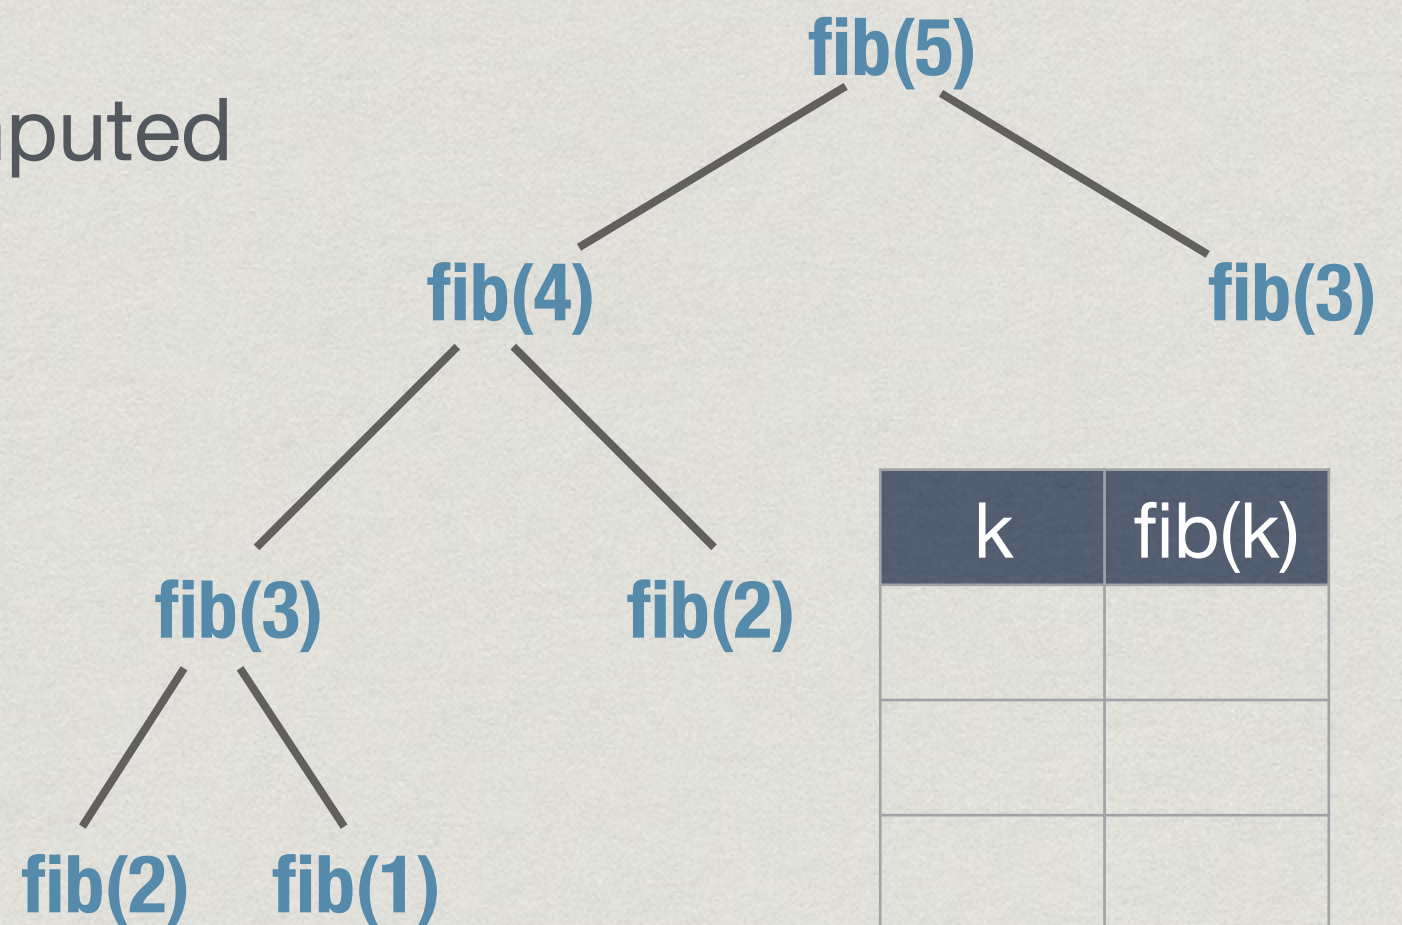 fib(5)
puted
fib(4) fib(3)
k fib(k)
fib(3) fib(2)
fib(2) fib(1)